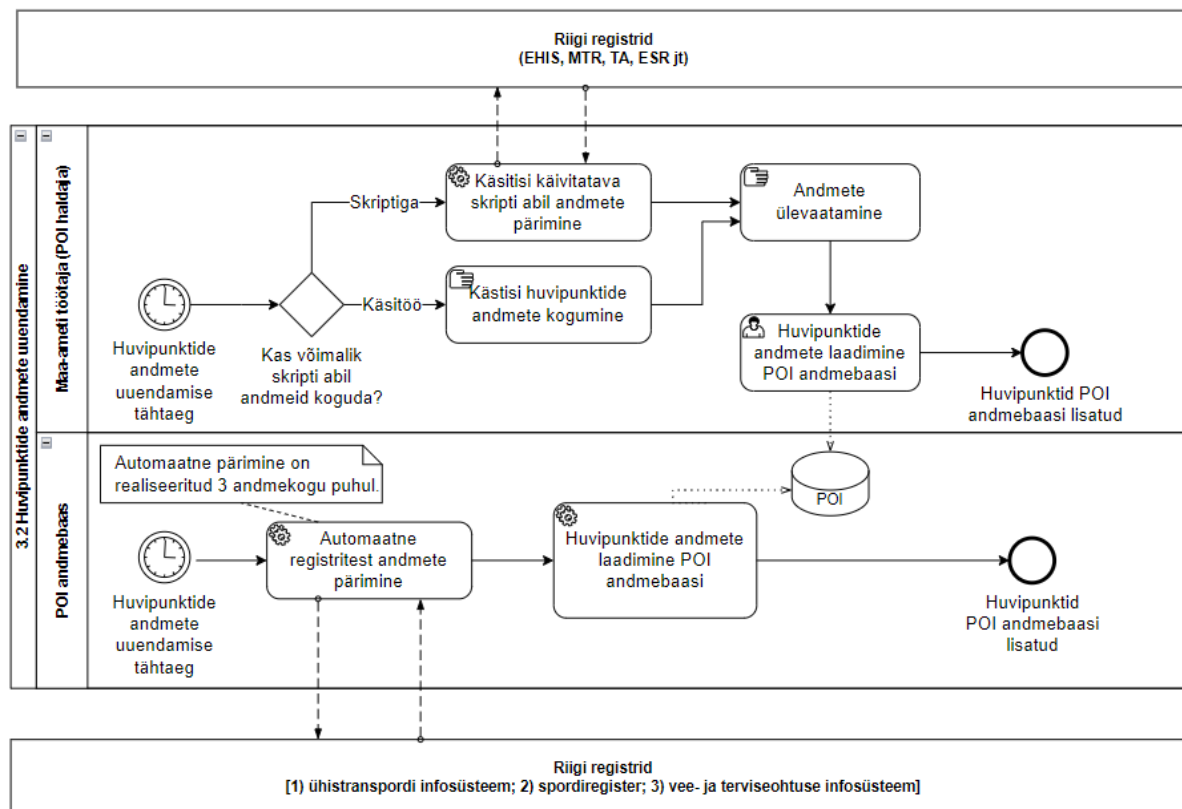 Riigi registrid
(EHIS, MTR, TA, ESR jt)
3.2 Huvipunktide andmete uuendamine
Maa-ameti töötaja (POI haldaja)
Huvipunktide
andmete
uuendamise
tähtaeg
Kas võimalik
skripti abil
andmeid koguda?
Skriptiga
Käsitöö
Käsitisi käivitatava
skripti abil andmete
pärimine
Kästisi huvipunktide
andmete kogumine
Andmete
ülevaatamine
Huvipunktide
andmete laadimine
POI andmebaasi
Huvipunktid POI
andmebaasi lisatud
POI andmebaas
Automaatne pärimine on
realiseeritud 3 andmekogu puhul.
Huvipunktide
andmete
uuendamise
tähtaeg
Automaatne
registritest andmete
pärimine
Huvipunktide andmete
laadimine POI
andmebaasi
POI
Huvipunktid
POI andmebaasi
lisatud
Riigi registrid
[1) ühistranspordi infosüsteem; 2) spordiregister; 3) vee- ja terviseohtuse infosüsteem]